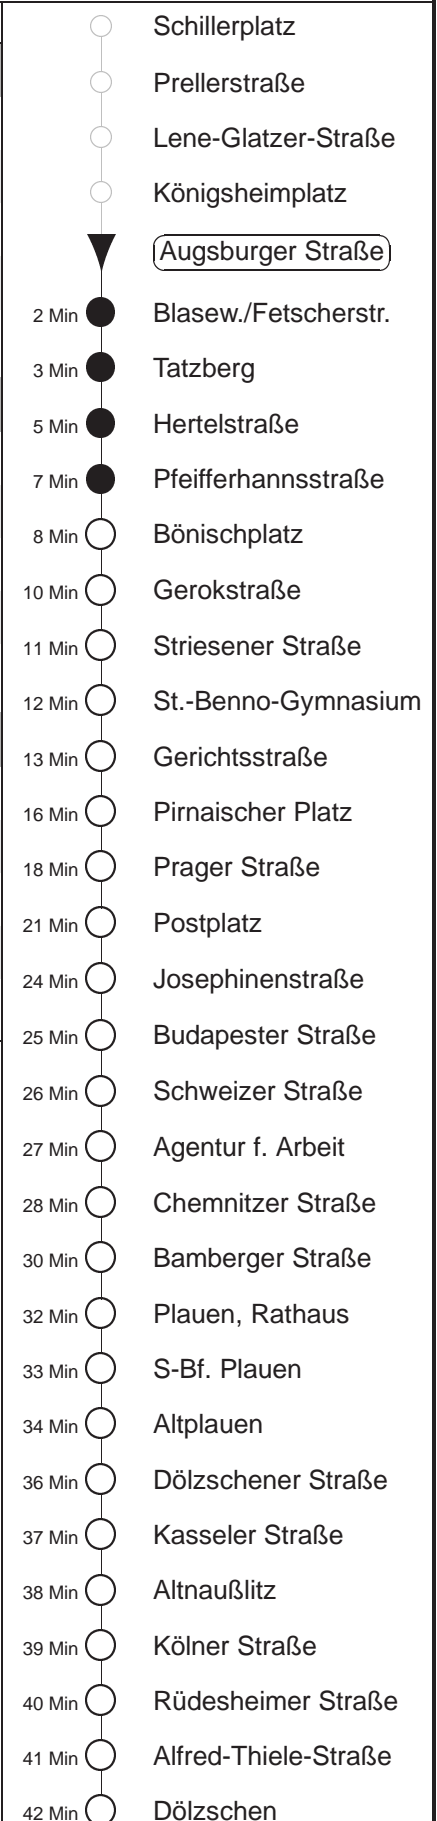 Schillerplatz
Prellerstraße
Lene-Glatzer-Straße
Königsheimplatz
Augsburger Straße
2 Min Blasew./Fetscherstr.
3 Min Tatzberg
5 Min Hertelstraße
7 Min Pfeifferhannsstraße
8 Min Bönischplatz
10 Min Gerokstraße
11 Min Striesener Straße
12 Min St.-Benno-Gymnasium
13 Min Gerichtsstraße
16 Min Pirnaischer Platz
18 Min Prager Straße
21 Min Postplatz
24 Min Josephinenstraße
25 Min Budapester Straße
26 Min Schweizer Straße
27 Min Agentur f. Arbeit
28 Min Chemnitzer Straße
30 Min Bamberger Straße
32 Min Plauen, Rathaus
33 Min S-Bf. Plauen
34 Min Altplauen
36 Min Dölzschener Straße
37 Min Kasseler Straße
38 Min Altnaußlitz
39 Min Kölner Straße
40 Min Rüdesheimer Straße
41 Min Alfred-Thiele-Straße
42 Min Dölzschen